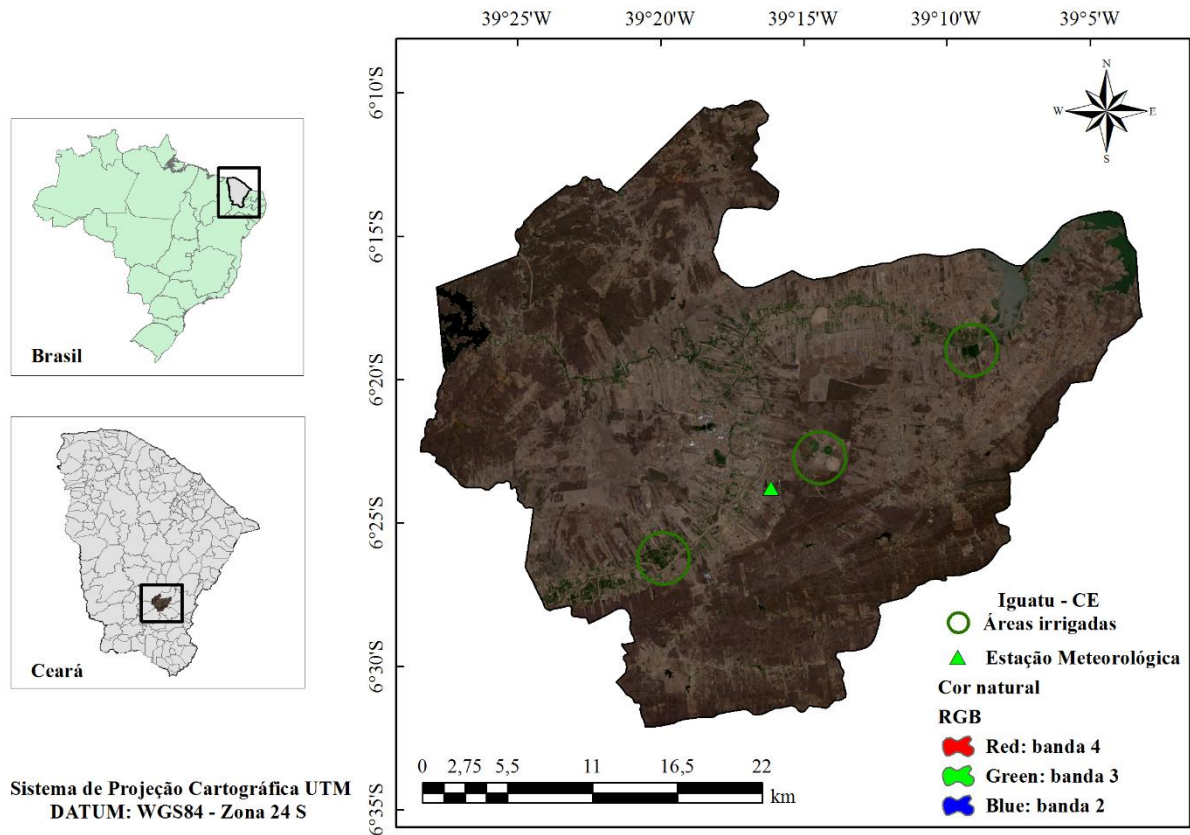 39°25'W 39°20'W 39°15'W 39°10'W 39°5'W
6°10'S
6°15'S
6°20'S
6°25'S
6°30'S
6°35'S
N
W E
S
Brasil
Ceará
Sistema de Projeção Cartográfica UTM
DATUM: WGS84 - Zona 24 S
0 2,75 5,5 11 16,5 22
km
Iguatu - CE
Áreas irrigadas
Estação Meteorológica
Cor natural
RGB
Red: banda 4
Green: banda 3
Blue: banda 2